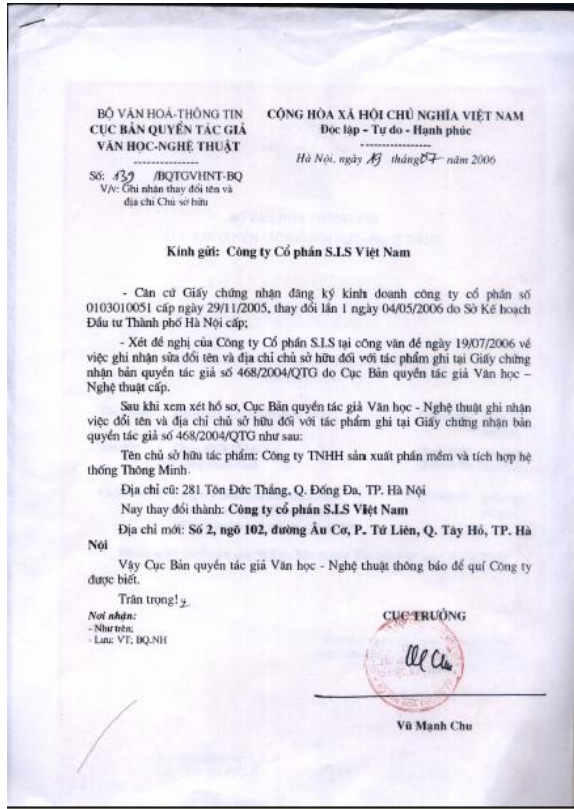 BỘ VĂN HOÁ-THÔNG TIN
CỤC BẢN QUYỀN TÁC GIẢ
VĂN HỌC-NGHỆ THUẬT
Số: 139 /BQTGVHNT-BQ
V/v: Ghi nhận thay đổi tên và
địa chỉ Chủ sở hữu
CỘNG HÒA XÃ HỘI CHỦ NGHĨA VIỆT NAM
Độc lập - Tự do - Hạnh phúc
Hà Nội, ngày 19 tháng 07 năm 2006
Kính gửi: Công ty Cổ phần S.I.S Việt Nam
- Căn cứ Giấy chứng nhận đăng ký kinh doanh công ty cổ phần số
0103010051 cấp ngày 29/11/2005, thay đổi lần 1 ngày 04/05/2006 do Sở Kế hoạch
Đầu tư Thành phố Hà Nội cấp;
- Xét đề nghị của Công ty Cổ phần S.I.S tại công văn đề ngày 19/07/2006 về
việc ghi nhận sửa đổi tên và địa chỉ chủ sở hữu đối với tác phẩm ghi tại Giấy chứng
nhận bản quyền tác giả số 468/2004/QTG do Cục Bản quyền tác giả Văn học –
Nghệ thuật cấp.
Sau khi xem xét hồ sơ, Cục Bản quyền tác giả Văn học - Nghệ thuật ghi nhận
việc đổi tên và địa chỉ chủ sở hữu đối với tác phẩm ghi tại Giấy chứng nhận bản
quyền tác giả số 468/2004/QTG như sau:
Tên chủ sở hữu tác phẩm: Công ty TNHH sản xuất phần mềm và tích hợp hệ
thống Thông Minh.
Địa chỉ cũ: 281 Tôn Đức Thắng, Q. Đống Đa, TP. Hà Nội
Nay thay đổi thành: Công ty cổ phần S.I.S Việt Nam
Địa chỉ mới: Số 2, ngõ 102, đường Âu Cơ, P. Tứ Liên, Q. Tây Hồ, TP. Hà
Nội
Vậy Cục Bản quyền tác giả Văn học - Nghệ thuật thông báo để quí Công ty
được biết.
Trân trọng!
Nơi nhận:
- Như trên;
- Lưu: VT; BQ.NH
CỤC TRƯỞNG
Vũ Mạnh Chu